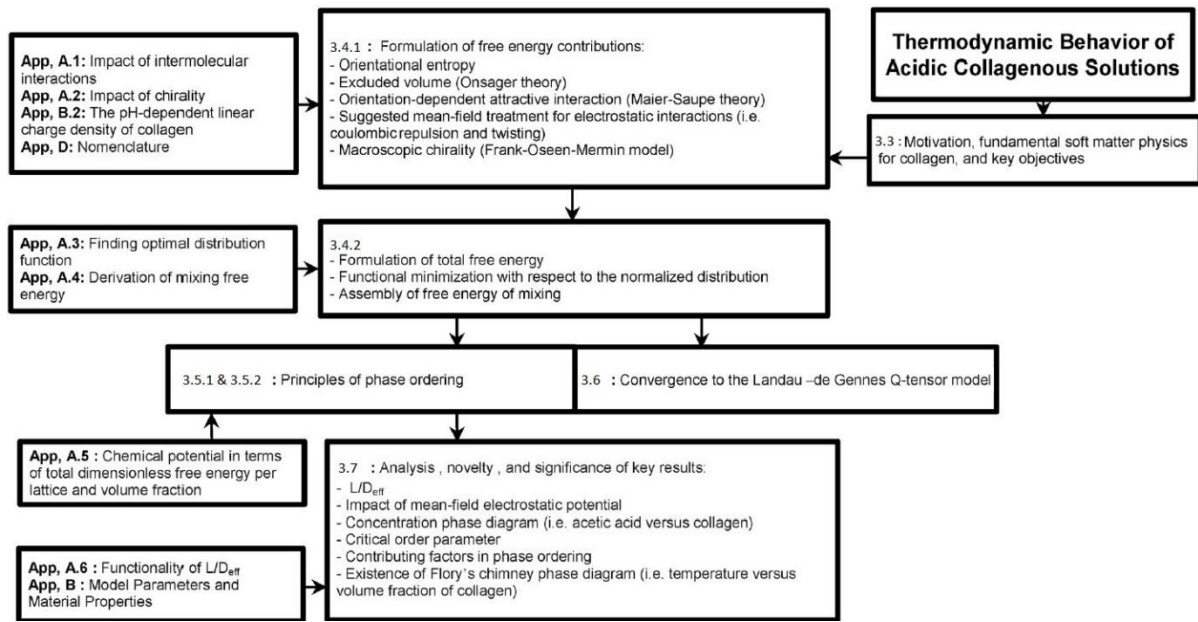 Thermodynamic Behavior of
Acidic Collagenous Solutions
3.3 : Motivation, fundamental soft matter physics
for collagen, and key objectives
App, A.1: Impact of intermolecular
interactions
App, A.2: Impact of chirality
App, B.2: The pH-dependent linear
charge density of collagen
App, D: Nomenclature
3.4.1 : Formulation of free energy contributions:
- Orientational entropy
- Excluded volume (Onsager theory)
- Orientation-dependent attractive interaction (Maier-Saupe theory)
- Suggested mean-field treatment for electrostatic interactions (i.e.
coulombic repulsion and twisting)
- Macroscopic chirality (Frank-Oseen-Mermin model)
App, A.3: Finding optimal distribution
function
App, A.4: Derivation of mixing free
energy
3.4.2
- Formulation of total free energy
- Functional minimization with respect to the normalized distribution
- Assembly of free energy of mixing
3.5.1 & 3.5.2 : Principles of phase ordering
3.6 : Convergence to the Landau –de Gennes Q-tensor model
App, A.5 : Chemical potential in terms
of total dimensionless free energy per
lattice and volume fraction
3.7 : Analysis , novelty , and significance of key results:
- L/Deff
- Impact of mean-field electrostatic potential
- Concentration phase diagram (i.e. acetic acid versus collagen)
- Critical order parameter
- Contributing factors in phase ordering
- Existence of Flory`s chimney phase diagram (i.e. temperature versus
volume fraction of collagen)
App, A.6: Functionality of L/Deff
App, B : Model Parameters and
Material Properties